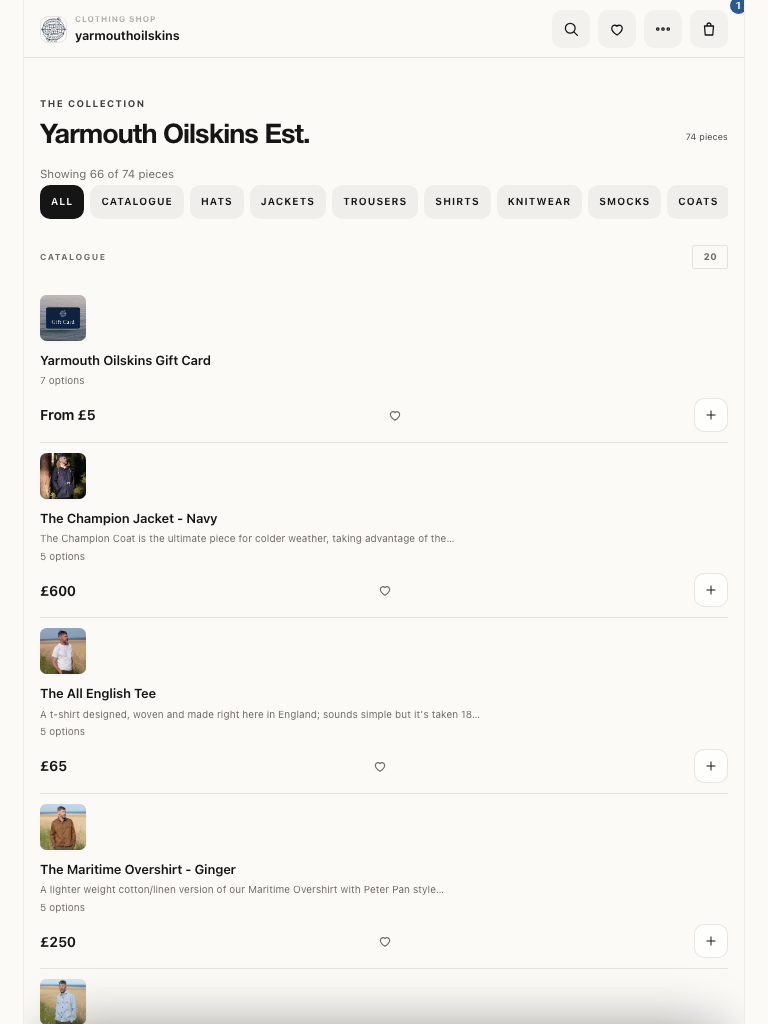 CLOTHING SHOP
yarmouthoilskins
1
THE COLLECTION
Yarmouth Oilskins Est.
74 pieces
Showing 66 of 74 pieces
ALL
CATALOGUE
HATS
JACKETS
TROUSERS
SHIRTS
KNITWEAR
SMOCKS
COATS
CATALOGUE
20
Gift Card
Yarmouth Oilskins Gift Card
7 options
From £5
The Champion Jacket - Navy
The Champion Coat is the ultimate piece for colder weather, taking advantage of the...
5 options
£600
The All English Tee
A t-shirt designed, woven and made right here in England; sounds simple but it's taken 18...
5 options
£65
The Maritime Overshirt - Ginger
A lighter weight cotton/linen version of our Maritime Overshirt with Peter Pan style...
5 options
£250